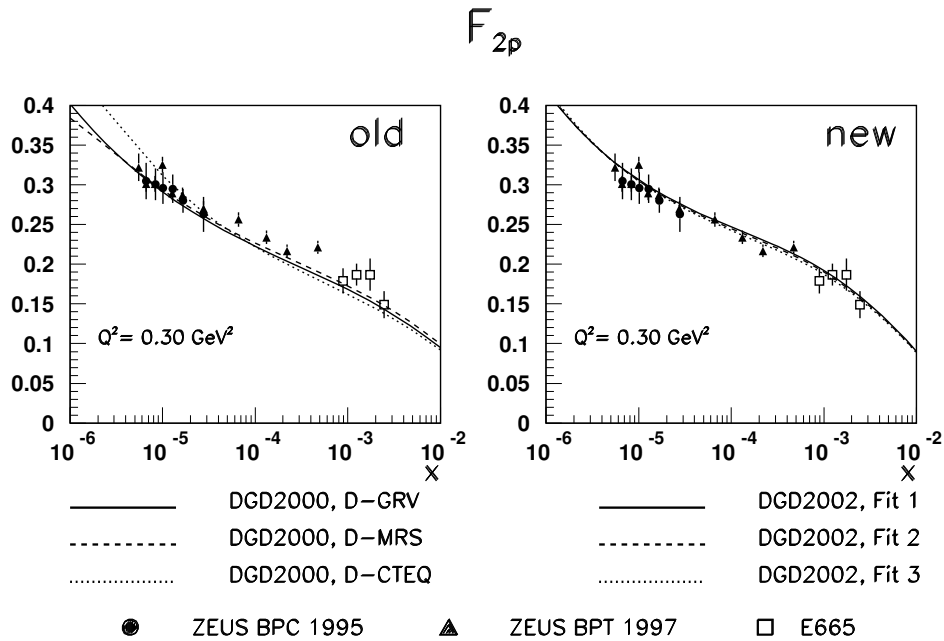 F2p
old
new
0.4
0.35
0.3
0.25
0.2
0.15
0.1
0.05
0
Q²= 0.30 GeV²
10⁻⁶ 10⁻⁵ 10⁻⁴ 10⁻³ 10⁻²
x
0.4
0.35
0.3
0.25
0.2
0.15
0.1
0.05
0
Q²= 0.30 GeV²
10⁻⁶ 10⁻⁵ 10⁻⁴ 10⁻³ 10⁻²
x
DGD2000, D-GRV
DGD2000, D-MRS
DGD2000, D-CTEQ
DGD2002, Fit 1
DGD2002, Fit 2
DGD2002, Fit 3
ZEUS BPC 1995 ZEUS BPT 1997 E665